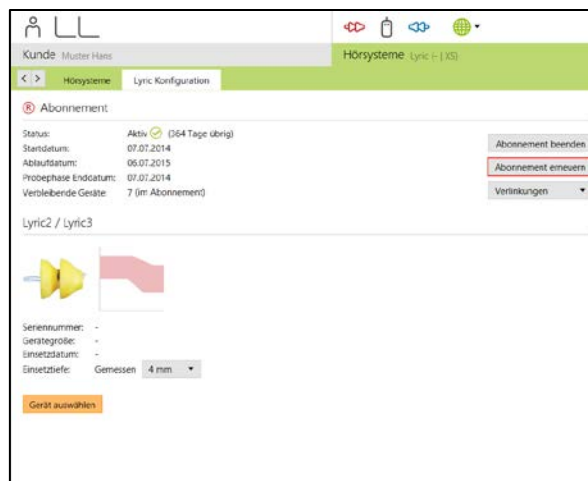 Kunde Muster Hans
Hörsysteme Lyric (- | XS)
< > Hörsysteme Lyric Konfiguration
® Abonnement
Status: Aktiv (364 Tage übrig)
Startdatum: 07.07.2014
Ablaufdatum: 06.07.2015
Probephase Enddatum: 07.07.2014
Verbleibende Geräte: 7 (im Abonnement)
Abonnement beenden
Abonnement erneuern
Verlinkungen
Lyric2 / Lyric3
Seriennummer: -
Gerätegröße: -
Einsetzdatum: -
Einsetztiefe: Gemessen 4 mm
Gerät auswählen